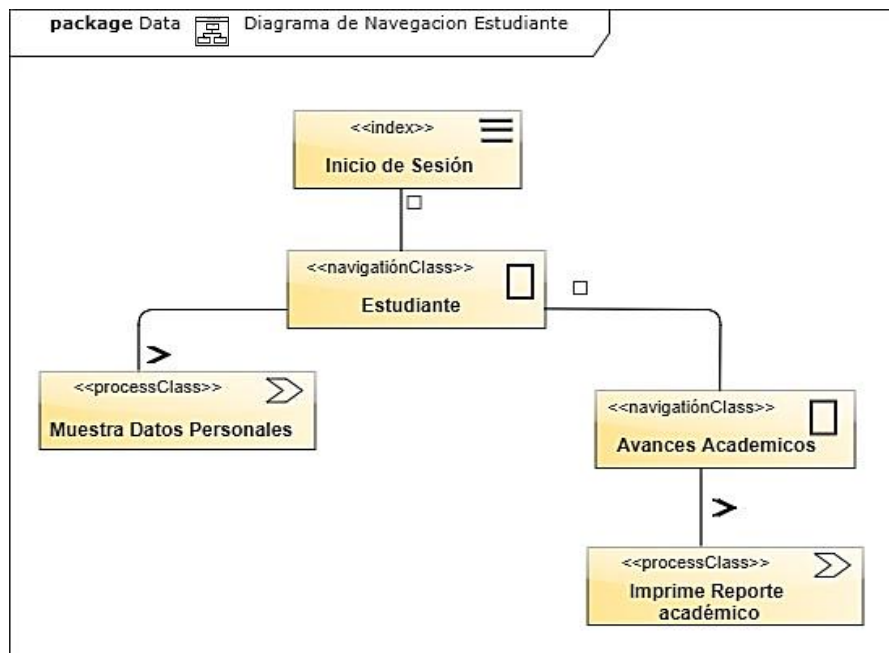 package Data Diagrama de Navegacion Estudiante
<<index>>
Inicio de Sesión
<<navigatiónClass>>
Estudiante
<<processClass>>
Muestra Datos Personales
<<navigatiónClass>>
Avances Academicos
<<processClass>>
Imprime Reporte
académico